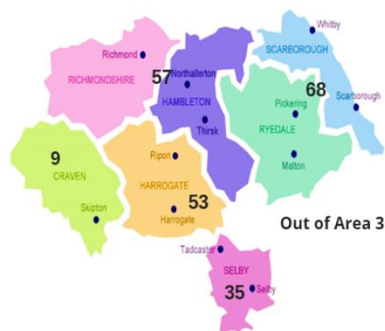 Whitby
SCARBOROUGH
Richmond
RICHMONDSHIRE
57
Northallerton
HAMBLETON
68
Pickering
Scarborough
RYEDALE
Thirsk
9
CRAVEN
Ripon
Malton
HARROGATE
53
Skipton
Harrogate
Out of Area 3
Tadcaster
SELBY
35
Selby